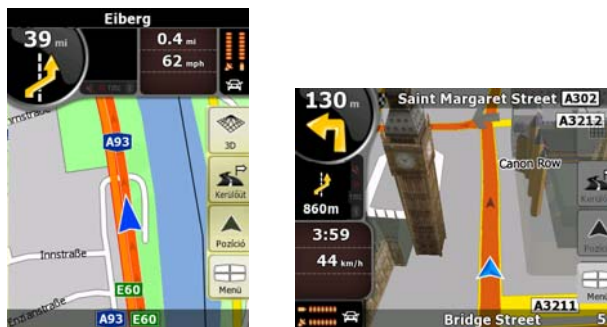 Eiberg
39 mi
0.4 mi
62 mph
A93
3D
Kerülőút
Pozíció
Innstraße
E60
Menü
A93 E60
130 m
Saint Margaret Street A302
A3212
Canon Row
860m
3:59
44 km/h
A3211
Bridge Street